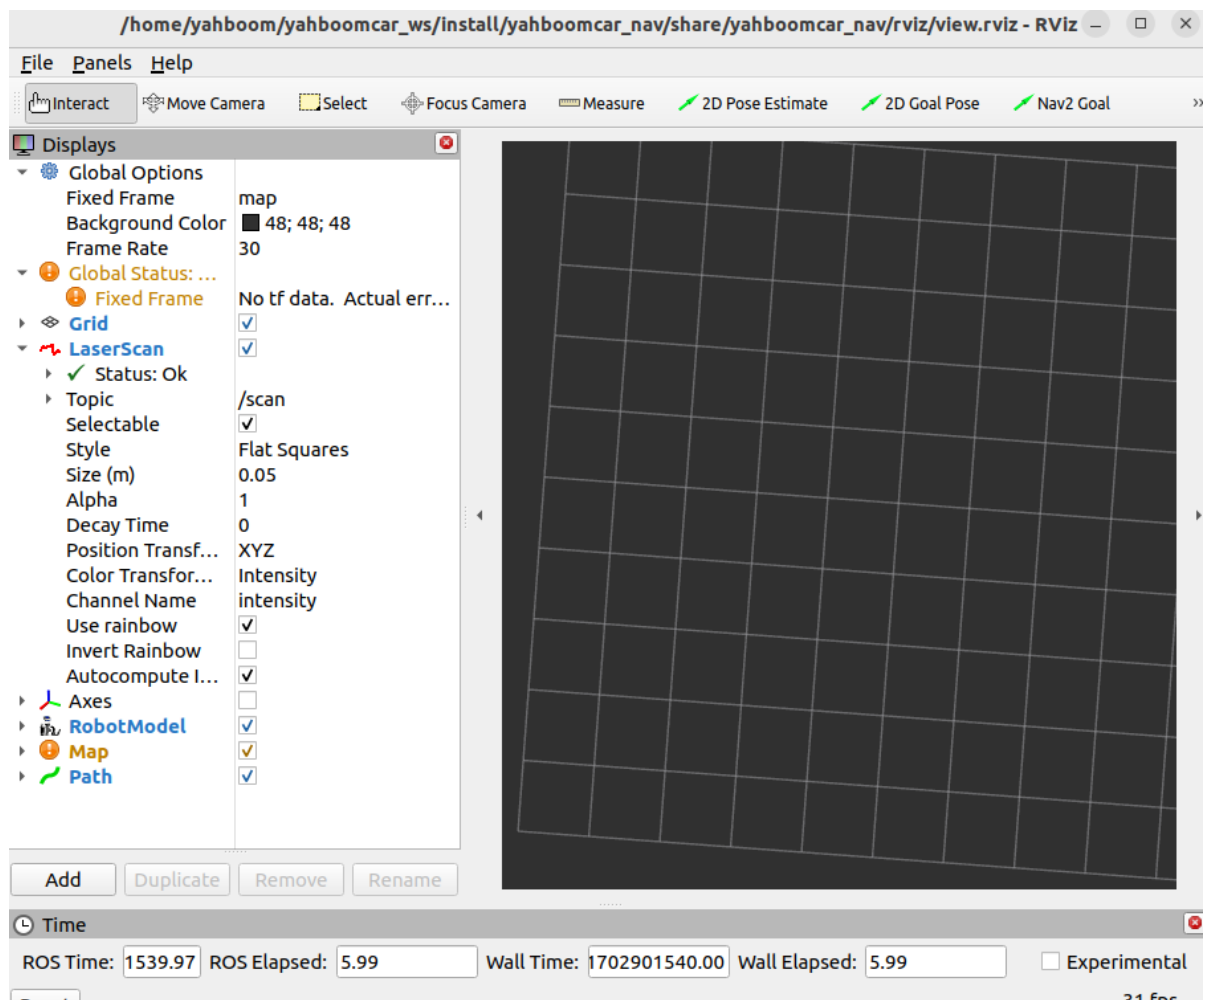 /home/yahboom/yahboomcar_ws/install/yahboomcar_nav/share/yahboomcar_nav/rviz/view.rviz - RViz
File Panels Help
Interact Move Camera Select Focus Camera Measure 2D Pose Estimate 2D Goal Pose Nav2 Goal »
Displays
Global Options
Fixed Frame map
Background Color 48; 48; 48
Frame Rate 30
Global Status: ...
Fixed Frame No tf data. Actual err...
Grid
LaserScan
Status: Ok
Topic /scan
Selectable
Style Flat Squares
Size (m) 0.05
Alpha 1
Decay Time 0
Position Transf... XYZ
Color Transfor... Intensity
Channel Name intensity
Use rainbow
Invert Rainbow
Autocompute I...
Axes
RobotModel
Map
Path
Add Duplicate Remove Rename
Time
ROS Time: 1539.97 ROS Elapsed: 5.99 Wall Time: 1702901540.00 Wall Elapsed: 5.99 Experimental
31 fps